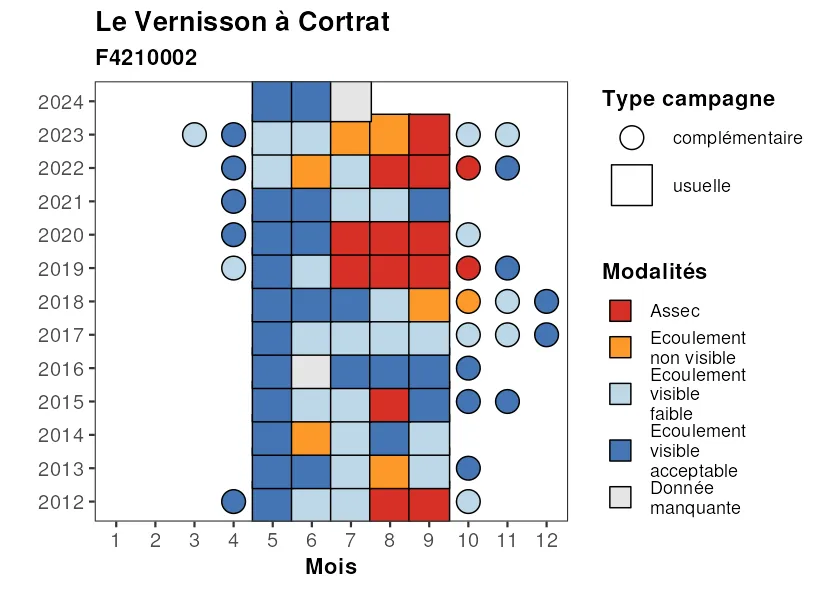 Le Vernisson à Cortrat
F4210002
2024
2023
2022
2021
2020
2019
2018
2017
2016
2015
2014
2013
2012
1 2 3 4 5 6 7 8 9 10 11 12
Mois
Type campagne
complémentaire
usuelle
Modalités
Assec
Ecoulement
non visible
Ecoulement
visible
faible
Ecoulement
visible
acceptable
Donnée
manquante